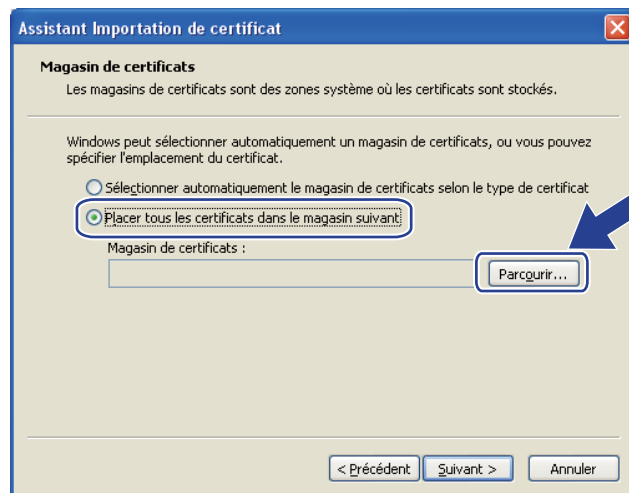 Assistant Importation de certificat
Magasin de certificats
Les magasins de certificats sont des zones système où les certificats sont stockés.
Windows peut sélectionner automatiquement un magasin de certificats, ou vous pouvez
spécifier l'emplacement du certificat.
Sélectionner automatiquement le magasin de certificats selon le type de certificat
Placer tous les certificats dans le magasin suivant
Magasin de certificats :
Parcourir...
< Précédent Suivant > Annuler